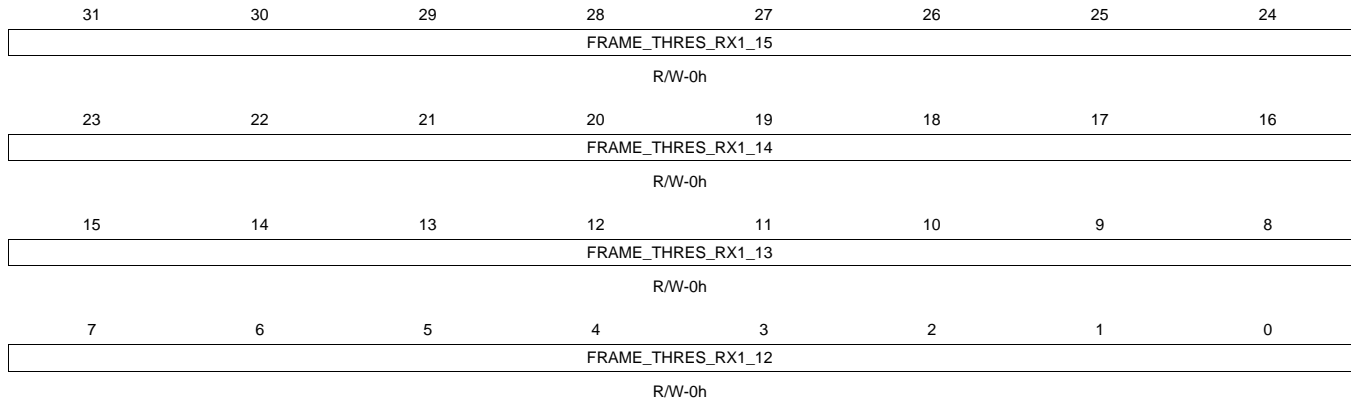 31 30 29 28 27 26 25 24
FRAME_THRES_RX1_15
R/W-0h
23 22 21 20 19 18 17 16
FRAME_THRES_RX1_14
R/W-0h
15 14 13 12 11 10 9 8
FRAME_THRES_RX1_13
R/W-0h
7 6 5 4 3 2 1 0
FRAME_THRES_RX1_12
R/W-0h